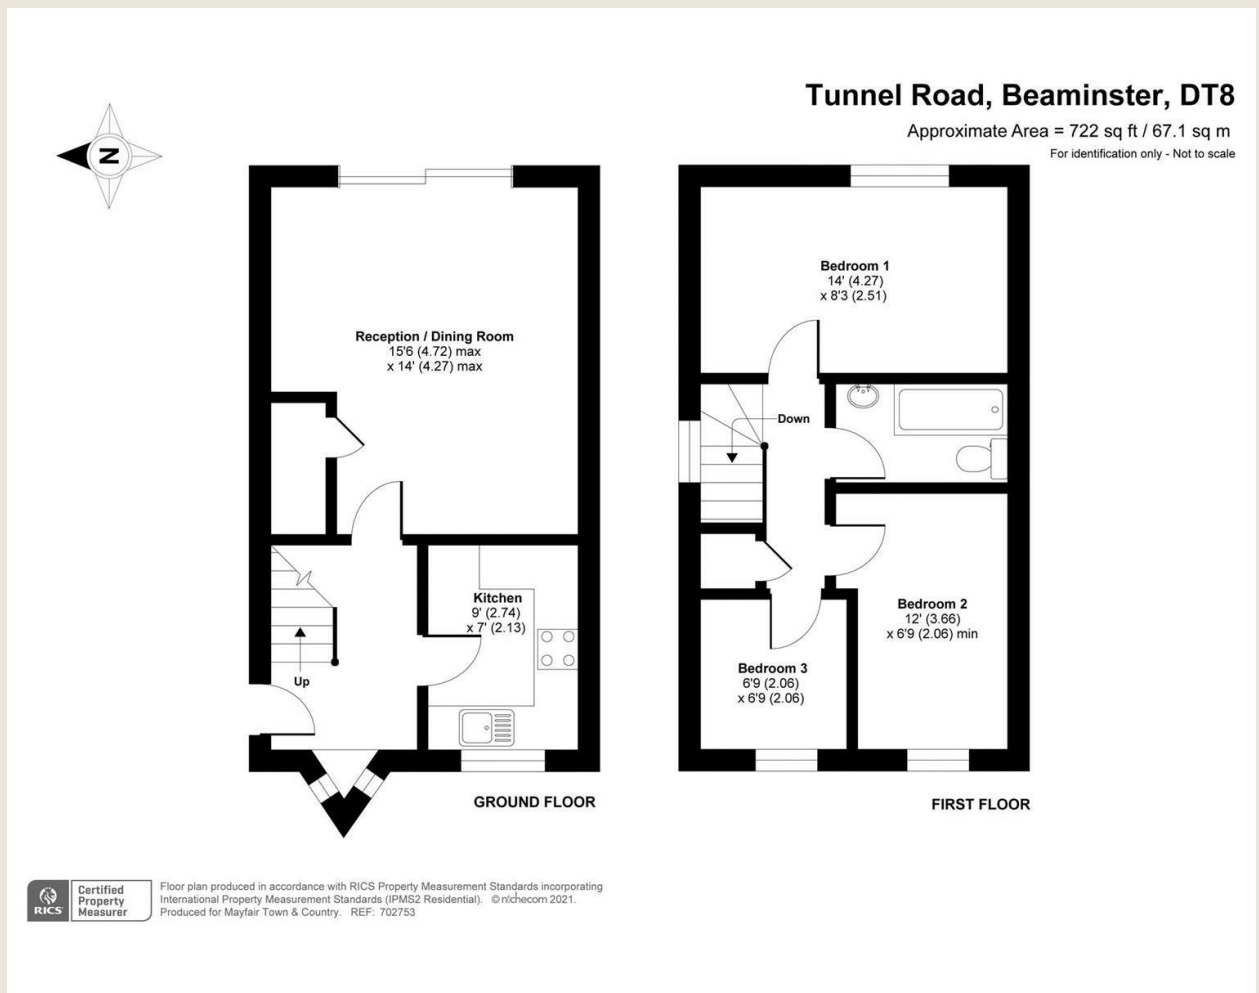 Tunnel Road, Beaminster, DT8
Approximate Area = 722 sq ft / 67.1 sq m
For identification only - Not to scale
N
Reception / Dining Room
15'6 (4.72) max
x 14' (4.27) max
Kitchen
9' (2.74)
x 7' (2.13)
Up
GROUND FLOOR
Bedroom 1
14' (4.27)
x 8'3 (2.51)
Down
Bedroom 2
12' (3.66)
x 6'9 (2.06) min
Bedroom 3
6'9 (2.06)
x 6'9 (2.06)
FIRST FLOOR
RICS
Certified
Property
Measurer
Floor plan produced in accordance with RICS Property Measurement Standards incorporating
International Property Measurement Standards (IPMS2 Residential). © nichecom 2021.
Produced for Mayfair Town & Country. REF: 702753